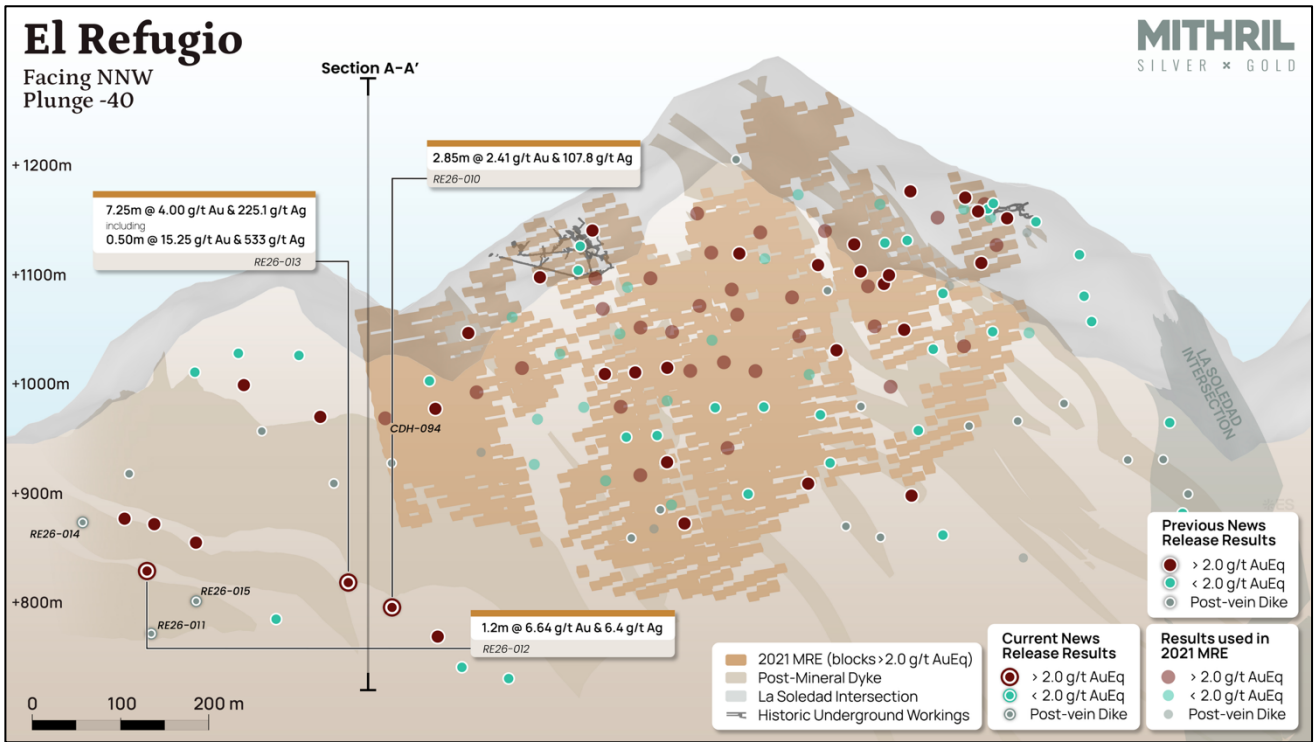 El Refugio
Facing NNW
Plunge -40
MITHRIL
SILVER × GOLD
Section A-A’
+ 1200m
+1100m
+1000m
+900m
+800m
2.85m @ 2.41 g/t Au & 107.8 g/t Ag
RE26-010
7.25m @ 4.00 g/t Au & 225.1 g/t Ag
including
0.50m @ 15.25 g/t Au & 533 g/t Ag
RE26-013
CDH-094
LA SOLEDAD
INTERSECTION
RE26-014
RE26-015
RE26-011
1.2m @ 6.64 g/t Au & 6.4 g/t Ag
RE26-012
0
100
200 m
2021 MRE (blocks>2.0 g/t AuEq)
Post-Mineral Dyke
La Soledad Intersection
Historic Underground Workings
Previous News
Release Results
> 2.0 g/t AuEq
< 2.0 g/t AuEq
Post-vein Dike
Current News
Release Results
> 2.0 g/t AuEq
< 2.0 g/t AuEq
Post-vein Dike
Results used in
2021 MRE
> 2.0 g/t AuEq
< 2.0 g/t AuEq
Post-vein Dike